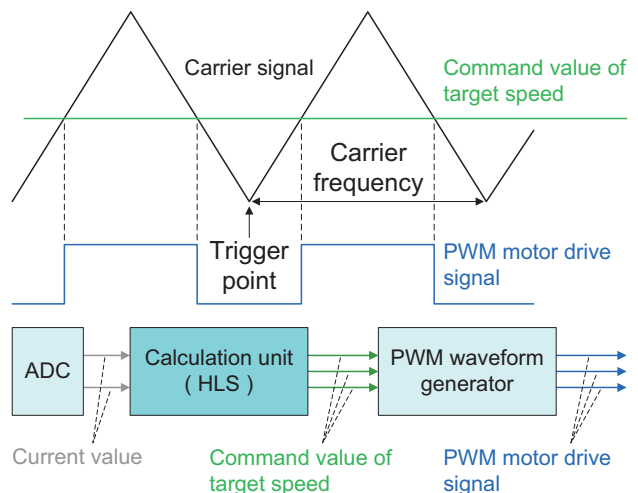 Carrier signal
Command value of
target speed
Carrier
frequency
Trigger
point
PWM motor drive
signal
ADC
Calculation unit
( HLS )
PWM waveform
generator
Current value
Command value of
target speed
PWM motor drive
signal